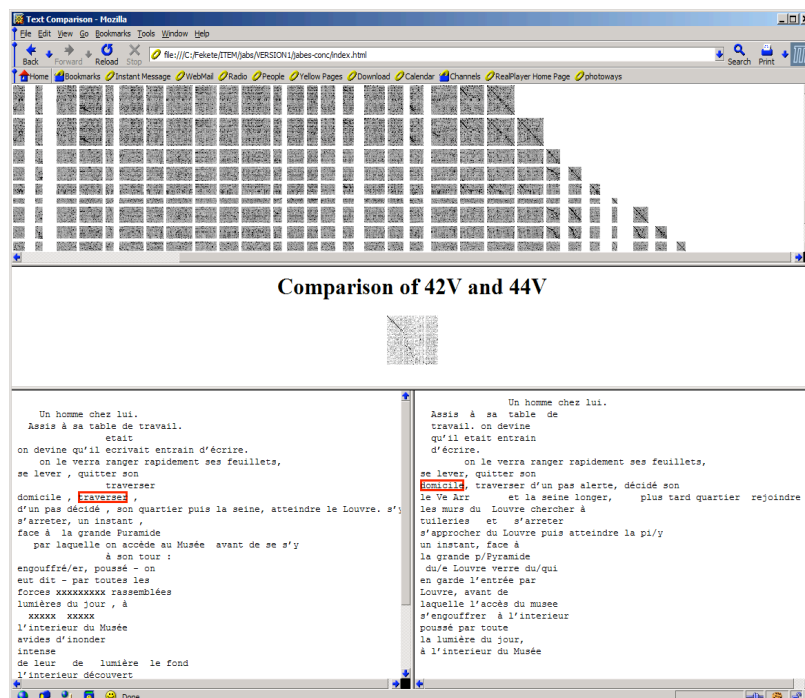 Text Comparison - Mozilla
File Edit View Go Bookmarks Tools Window Help
Back Forward Reload Stop file:///C:/Fekete/ITEM/jabs/VERSION1/jabes-conc/index.html Search Print
Home Bookmarks Instant Message WebMail Radio People Yellow Pages Download Calendar Channels RealPlayer Home Page photoways
Comparison of 42V and 44V
Un homme chez lui.
Assis à sa table de travail.
etait
on devine qu'il ecrivait entrain d'écrire.
on le verra ranger rapidement ses feuillets,
se lever , quitter son
traverser
domicile , traverser ,
d'un pas décidé , son quartier puis la seine, atteindre le Louvre. s'y
s'arreter, un instant ,
face à la grande Puramide
par laquelle on accède au Musée avant de se s'y
à son tour :
engouffré/er, poussé - on
eut dit - par toutes les
forces xxxxxxxxx rassemblées
lumières du jour , à
xxxxx xxxxx
l'interieur du Musée
avides d'inonder
intense
de leur de lumière le fond
l'interieur découvert
Un homme chez lui.
Assis à sa table de
travail. on devine
qu'il etait entrain
d'écrire.
on le verra ranger rapidement ses feuillets,
se lever, quitter son
domicile, traverser d'un pas alerte, décidé son
le Ve Arr et la seine longer, plus tard quartier rejoindre
les murs du Louvre chercher à
tuileries et s'arreter
s'approcher du Louvre puis atteindre la pi/y
un instant, face à
la grande p/Pyramide
du/e Louvre verre du/qui
en garde l'entrée par
Louvre, avant de
laquelle l'accès du musee
s'engouffrer à l'interieur
poussé par toute
la lumière du jour,
à l'interieur du Musée
Done